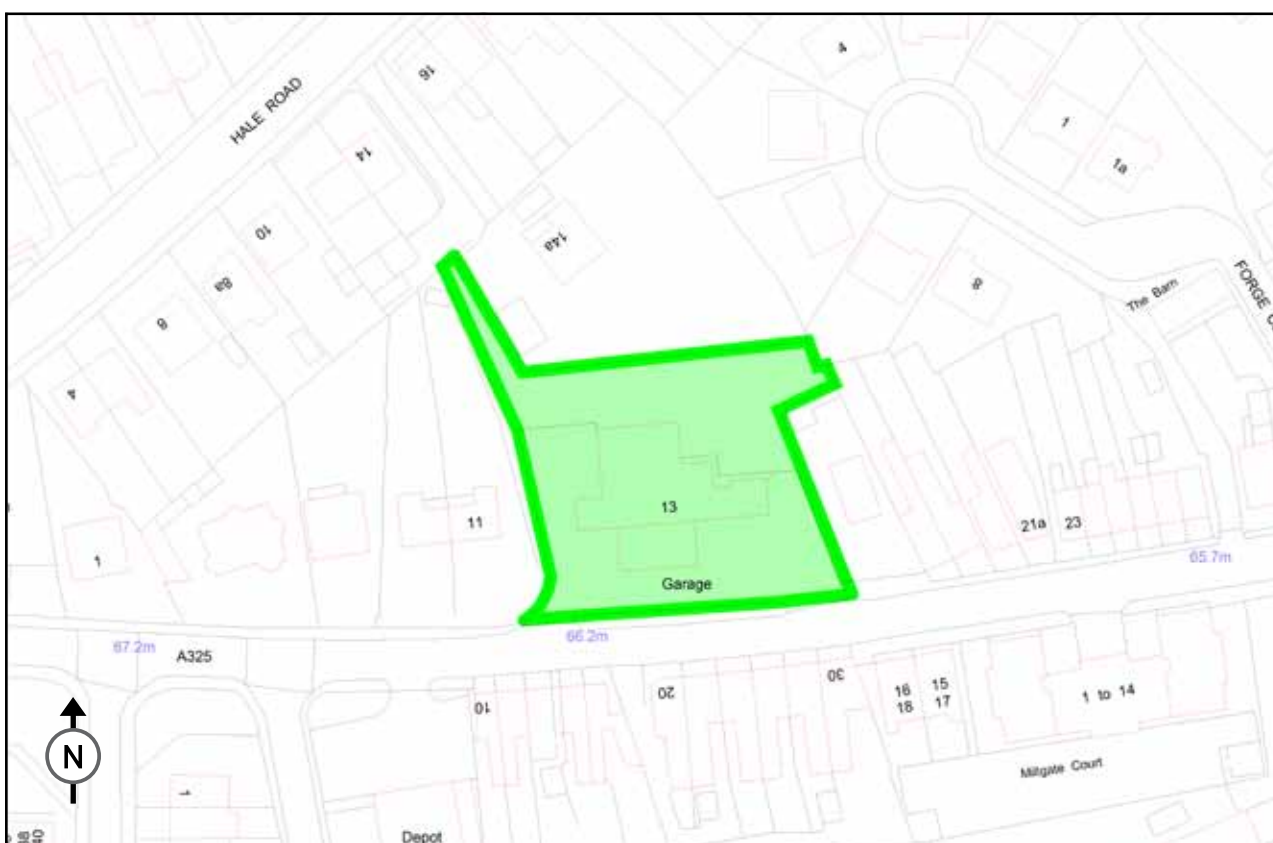 4
16
HALE ROAD
1
14
1a
10
14a
8a
FORGE C
8
6
The Barn
4
13
11
21a 23
65.7m
1
Garage
66.2m
67.2m
A325
30
20
16 15
18 17
1 to 14
10
N
Millgate Court
1
Depot